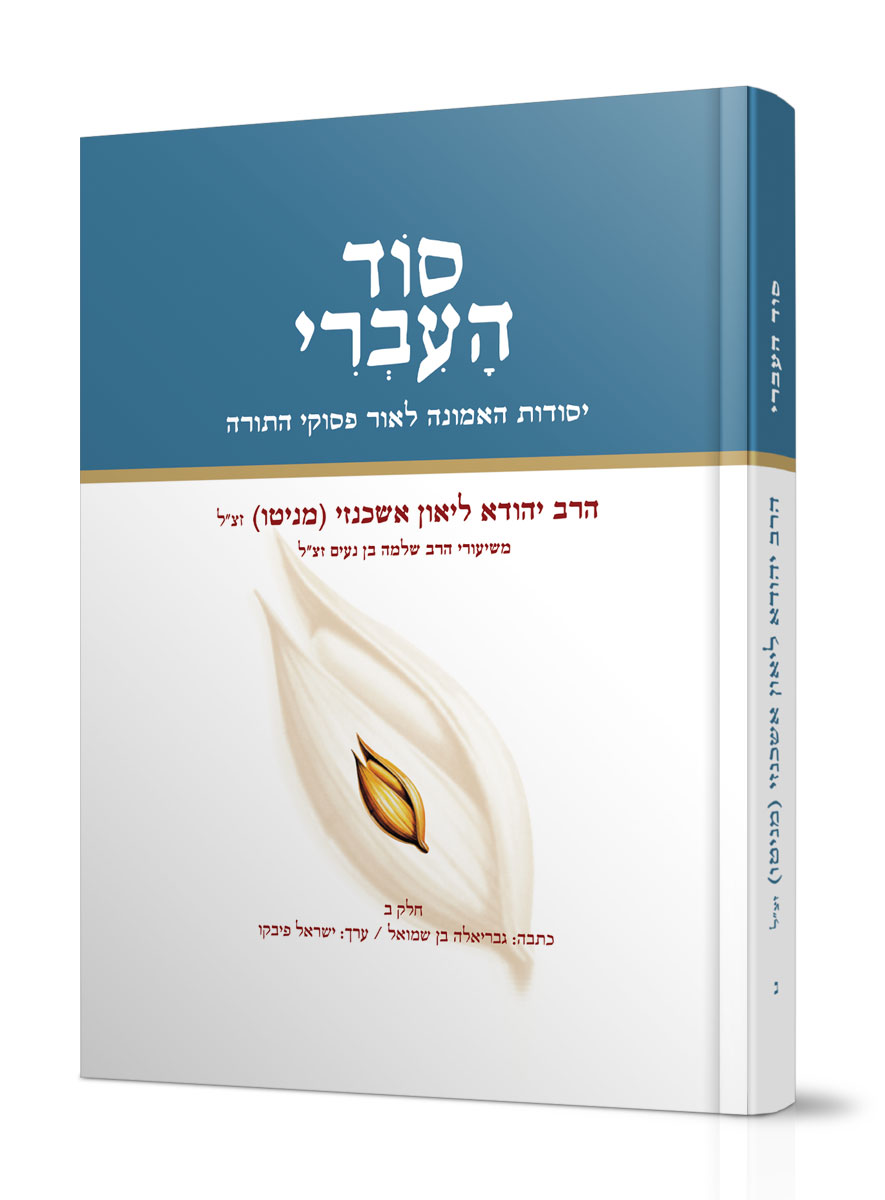 סוֹד
הָעִבְרִי
יסודות האמונה לאור פסוקי התורה
הרב יהודא ליאון אשכנזי (מניטו) זצ"ל
משיעורי הרב שלמה בן נעים זצ"ל
חלק ב
כתבה: גבריאלה בן שמואל / ערך: ישראל פיבקו
סוד העברי
הרב יהודא ליאון אשכנזי (מניטו) זצ"ל